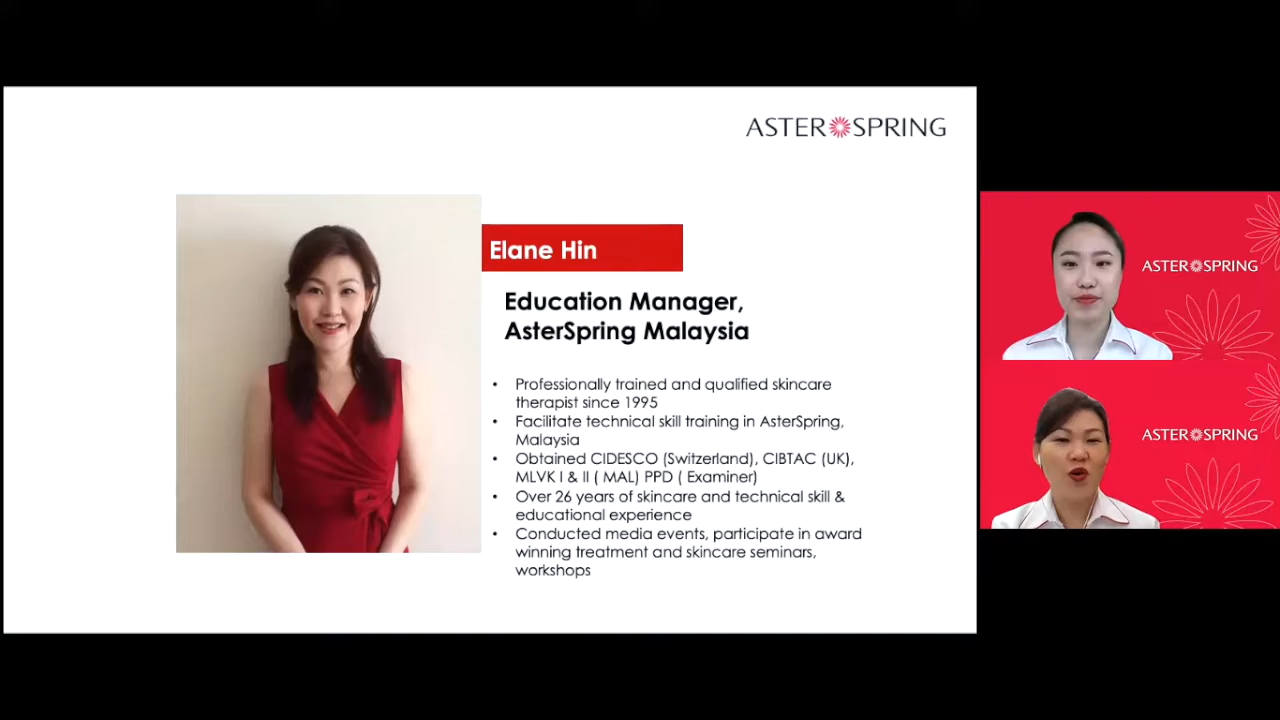 ASTER SPRING
Elane Hin
Education Manager,
AsterSpring Malaysia
• Professionally trained and qualified skincare
therapist since 1995
• Facilitate technical skill training in AsterSpring,
Malaysia
• Obtained CIDESCO (Switzerland), CIBTAC (UK),
MLVK I & II ( MAL) PPD ( Examiner)
• Over 26 years of skincare and technical skill &
educational experience
• Conducted media events, participate in award
winning treatment and skincare seminars,
workshops
ASTER SPRING
ASTER SPRING